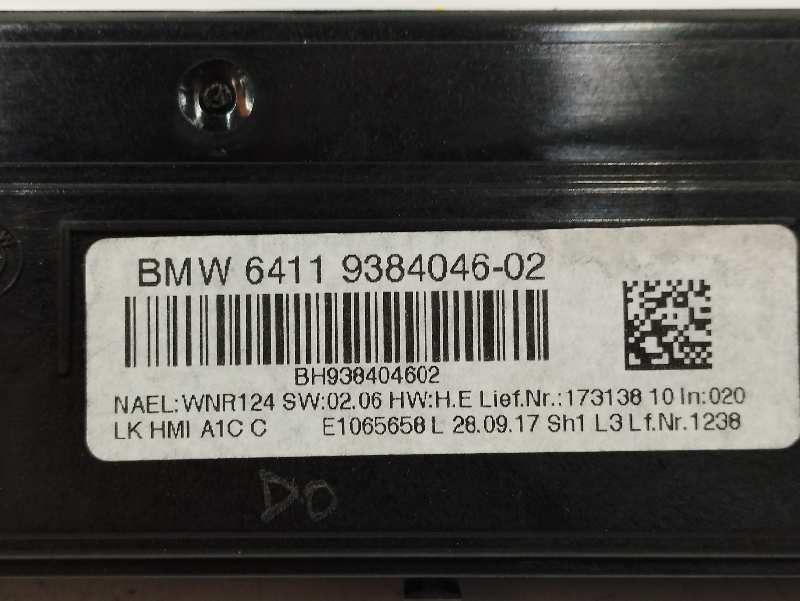 BMW 6411 9384046-02
BH938404602
NAEL:WNR124 SW:02.06 HW:H.E Lief.Nr.:173138 10 In:020
LK HMI A1C C E1065658 L 28.09.17 Sh1 L3 Lf.Nr.1238
DO